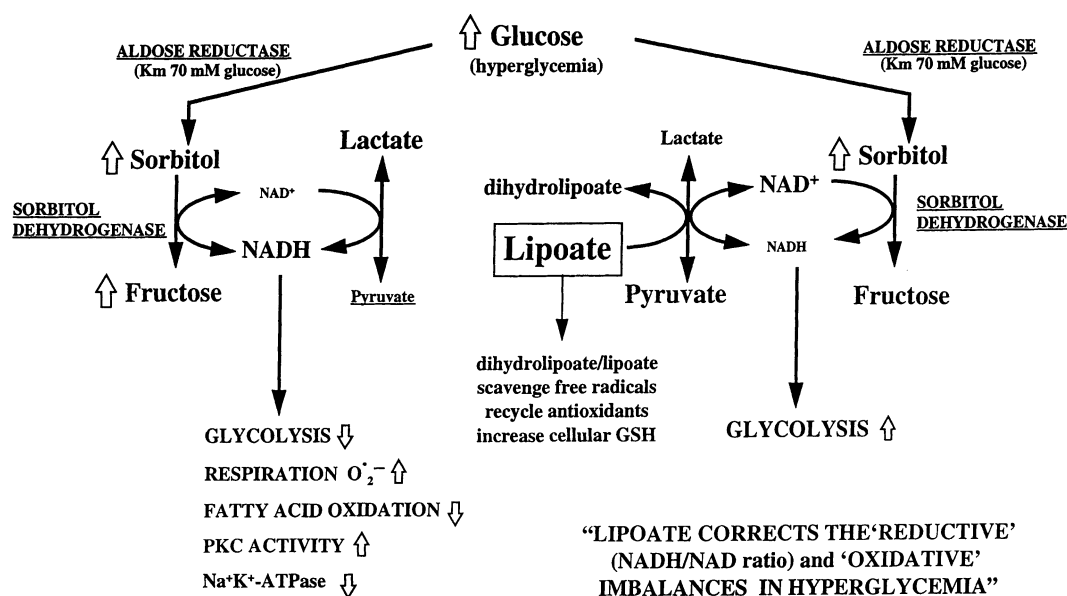 Glucose
(hyperglycemia)
ALDOSE REDUCTASE
(Km 70 mM glucose)
Sorbitol
Lactate
NAD⁺
SORBITOL
DEHYDROGENASE
NADH
Fructose
Pyruvate
GLYCOLYSIS
RESPIRATION O₂•⁻
FATTY ACID OXIDATION
PKC ACTIVITY
Na⁺K⁺-ATPase
ALDOSE REDUCTASE
(Km 70 mM glucose)
Lactate
Sorbitol
dihydrolipoate
NAD⁺
SORBITOL
DEHYDROGENASE
Lipoate
NADH
Pyruvate
Fructose
dihydrolipoate/lipoate
scavenge free radicals
recycle antioxidants
increase cellular GSH
GLYCOLYSIS
“LIPOATE CORRECTS THE‘REDUCTIVE’
(NADH/NAD ratio) and ‘OXIDATIVE’
IMBALANCES IN HYPERGLYCEMIA”